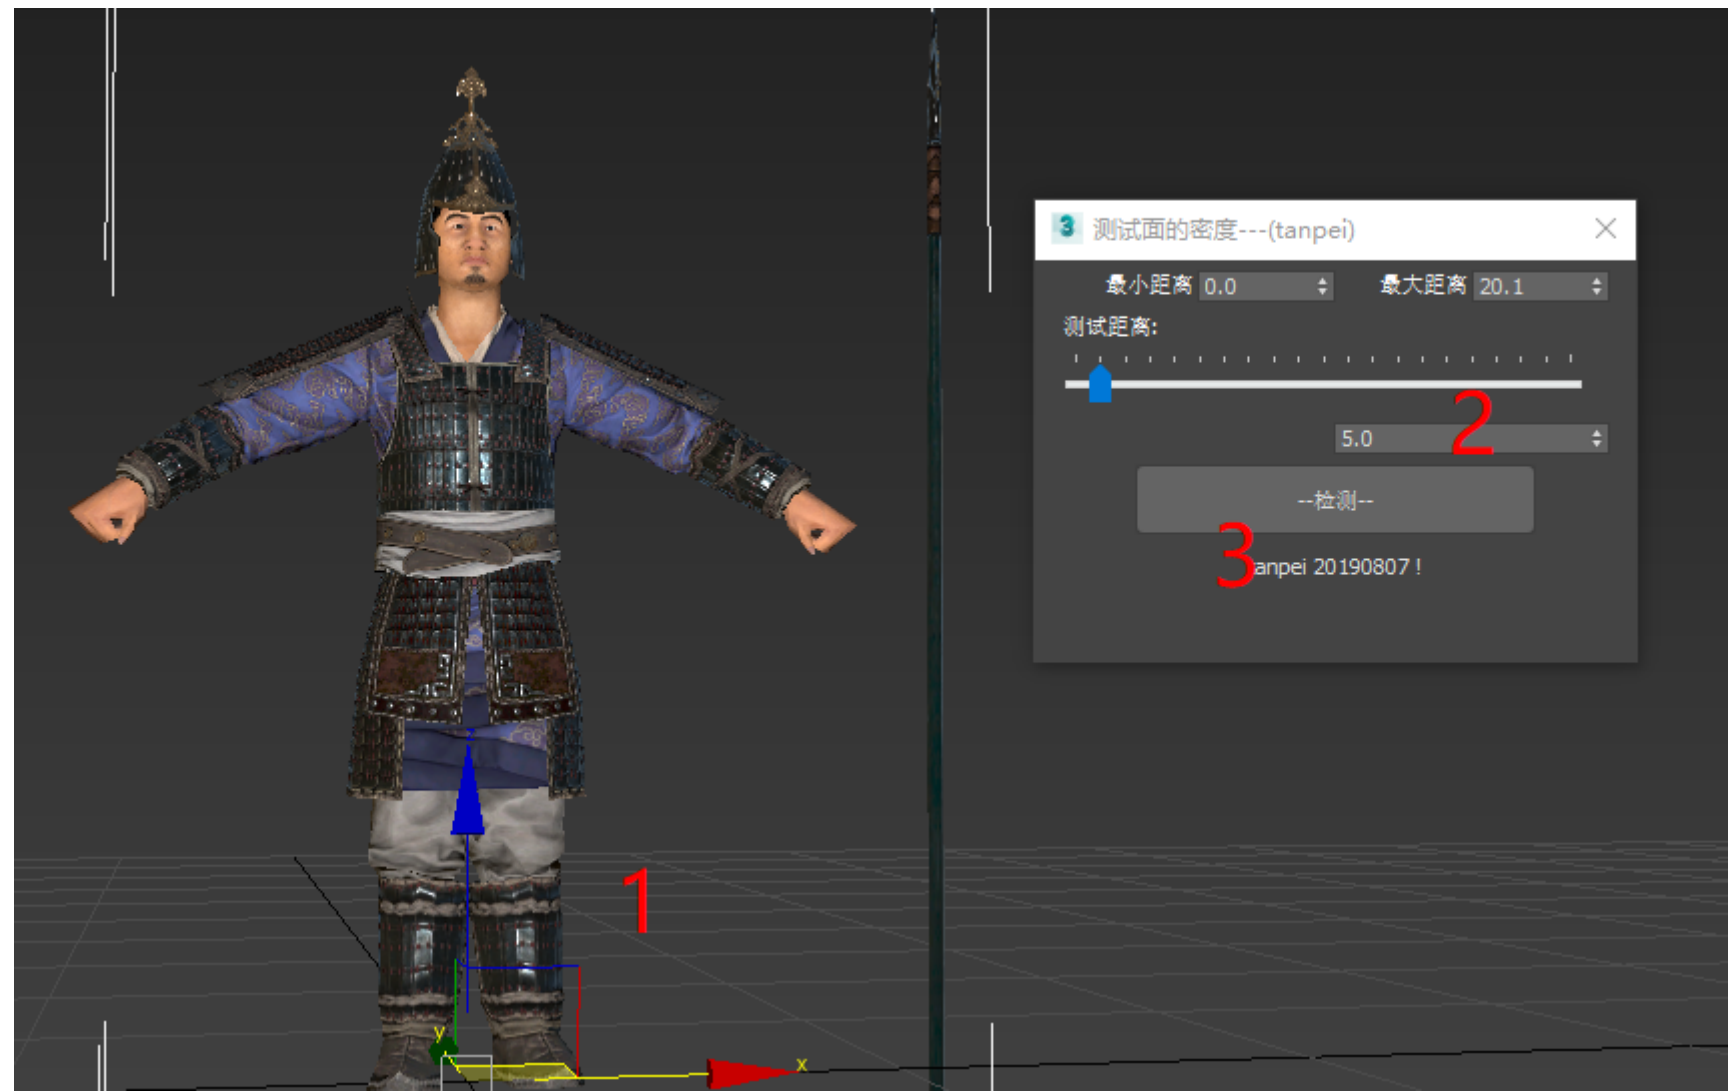 3 测试面的密度---(tanpei)
最小距离 0.0 最大距离 20.1
测试距离:
2
5.0
--检测--
3
anpei 20190807 !
z
1
y
x